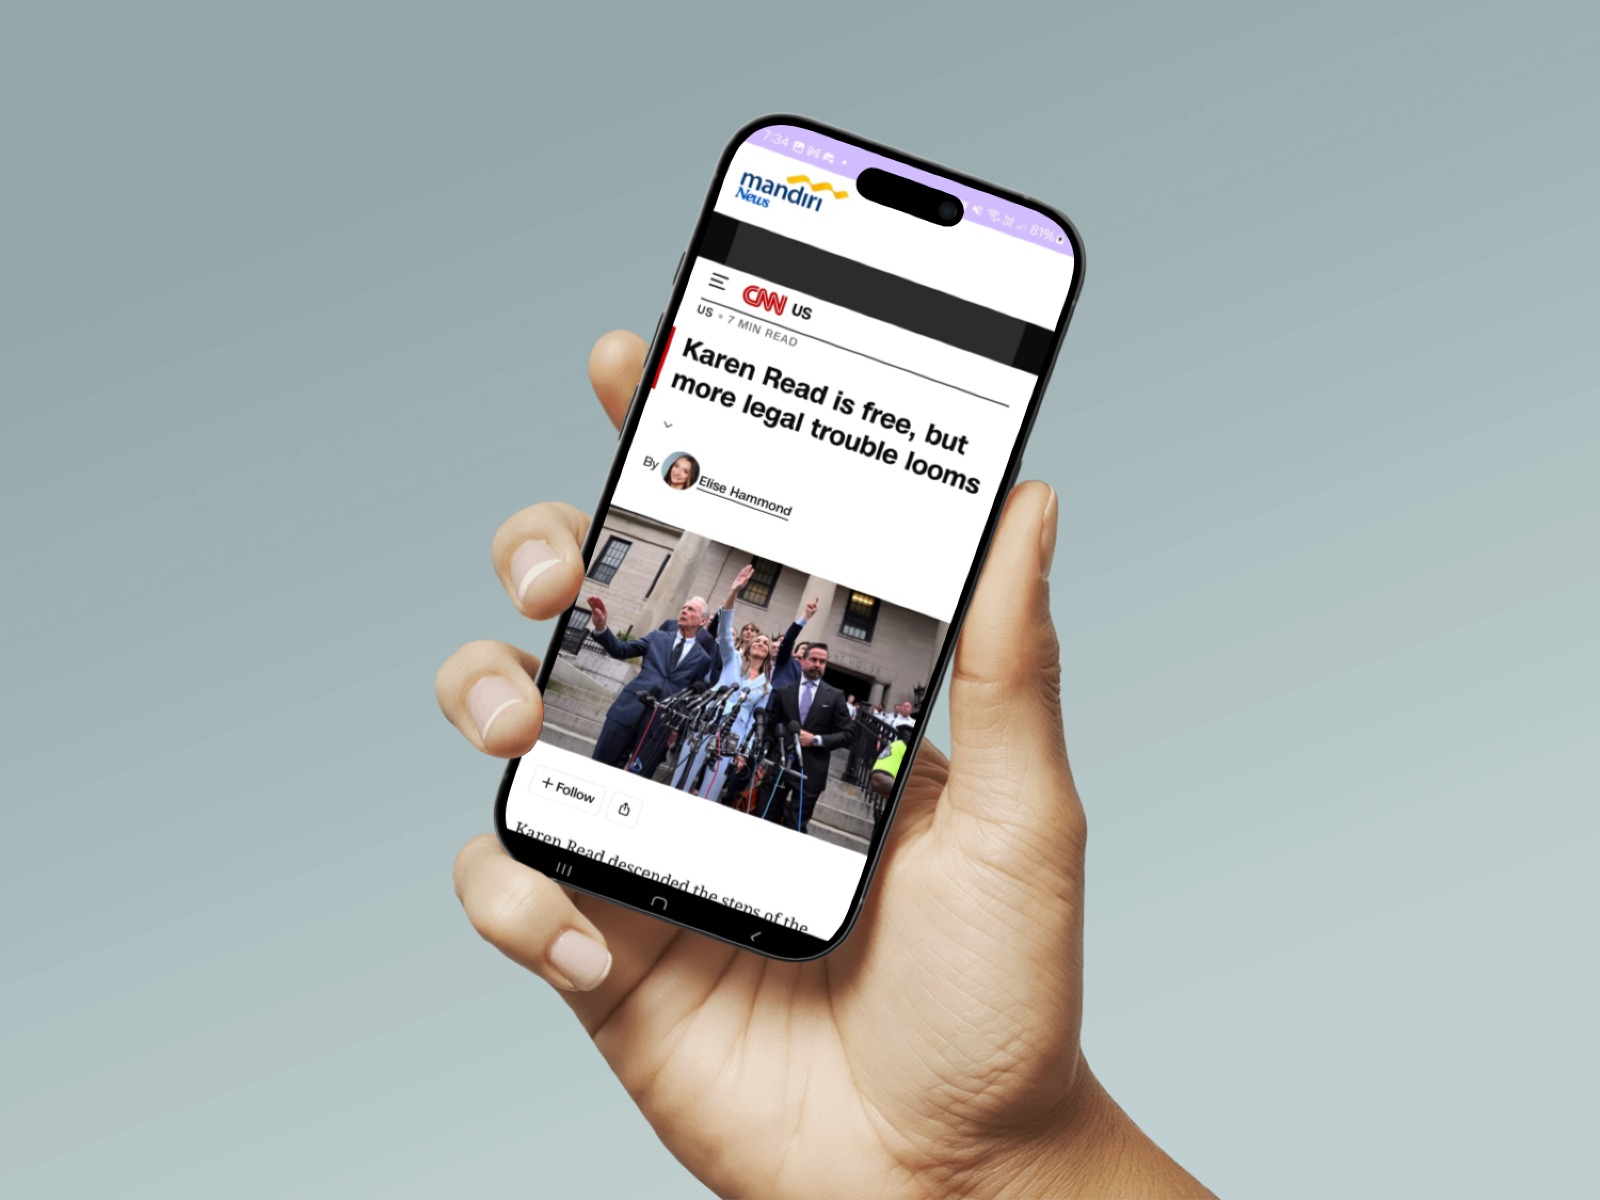 7:34
81%
mandiri
News
CNN US
US • 7 MIN READ
Karen Read is free, but
more legal trouble looms
By Elise Hammond
+ Follow
Karen Read descended the steps of the